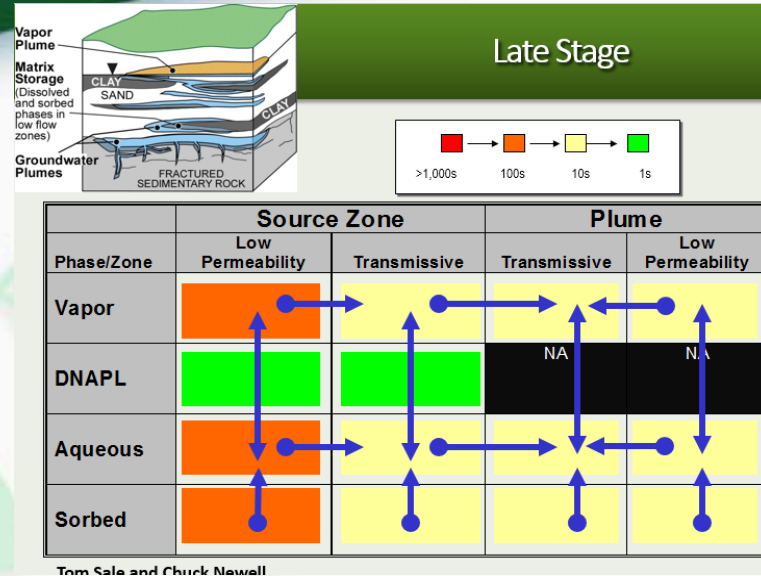 Late Stage
Vapor
Plume
Matrix
Storage
(Dissolved
and sorbed
phases in
low flow
zones)
Groundwater
Plumes
CLAY
SAND
CLAY
FRACTURED
SEDIMENTARY ROCK
>1,000s 100s 10s 1s
Source Zone Plume
Phase/Zone Low Permeability Transmissive Transmissive Low Permeability
Vapor
DNAPL NA NA
Aqueous
Sorbed
Tom Sale and Chuck Newell